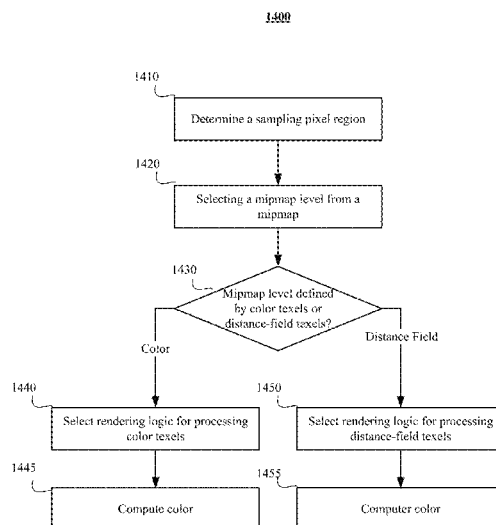 1400
1410
Determine a sampling pixel region
1420
Selecting a mipmap level from a
mipmap
1430
Mipmap level defined
by color texels or
distance-field texels?
Color
Distance Field
1440
Select rendering logic for processing
color texels
1450
Select rendering logic for processing
distance-field texels
1445
Compute color
1455
Computer color